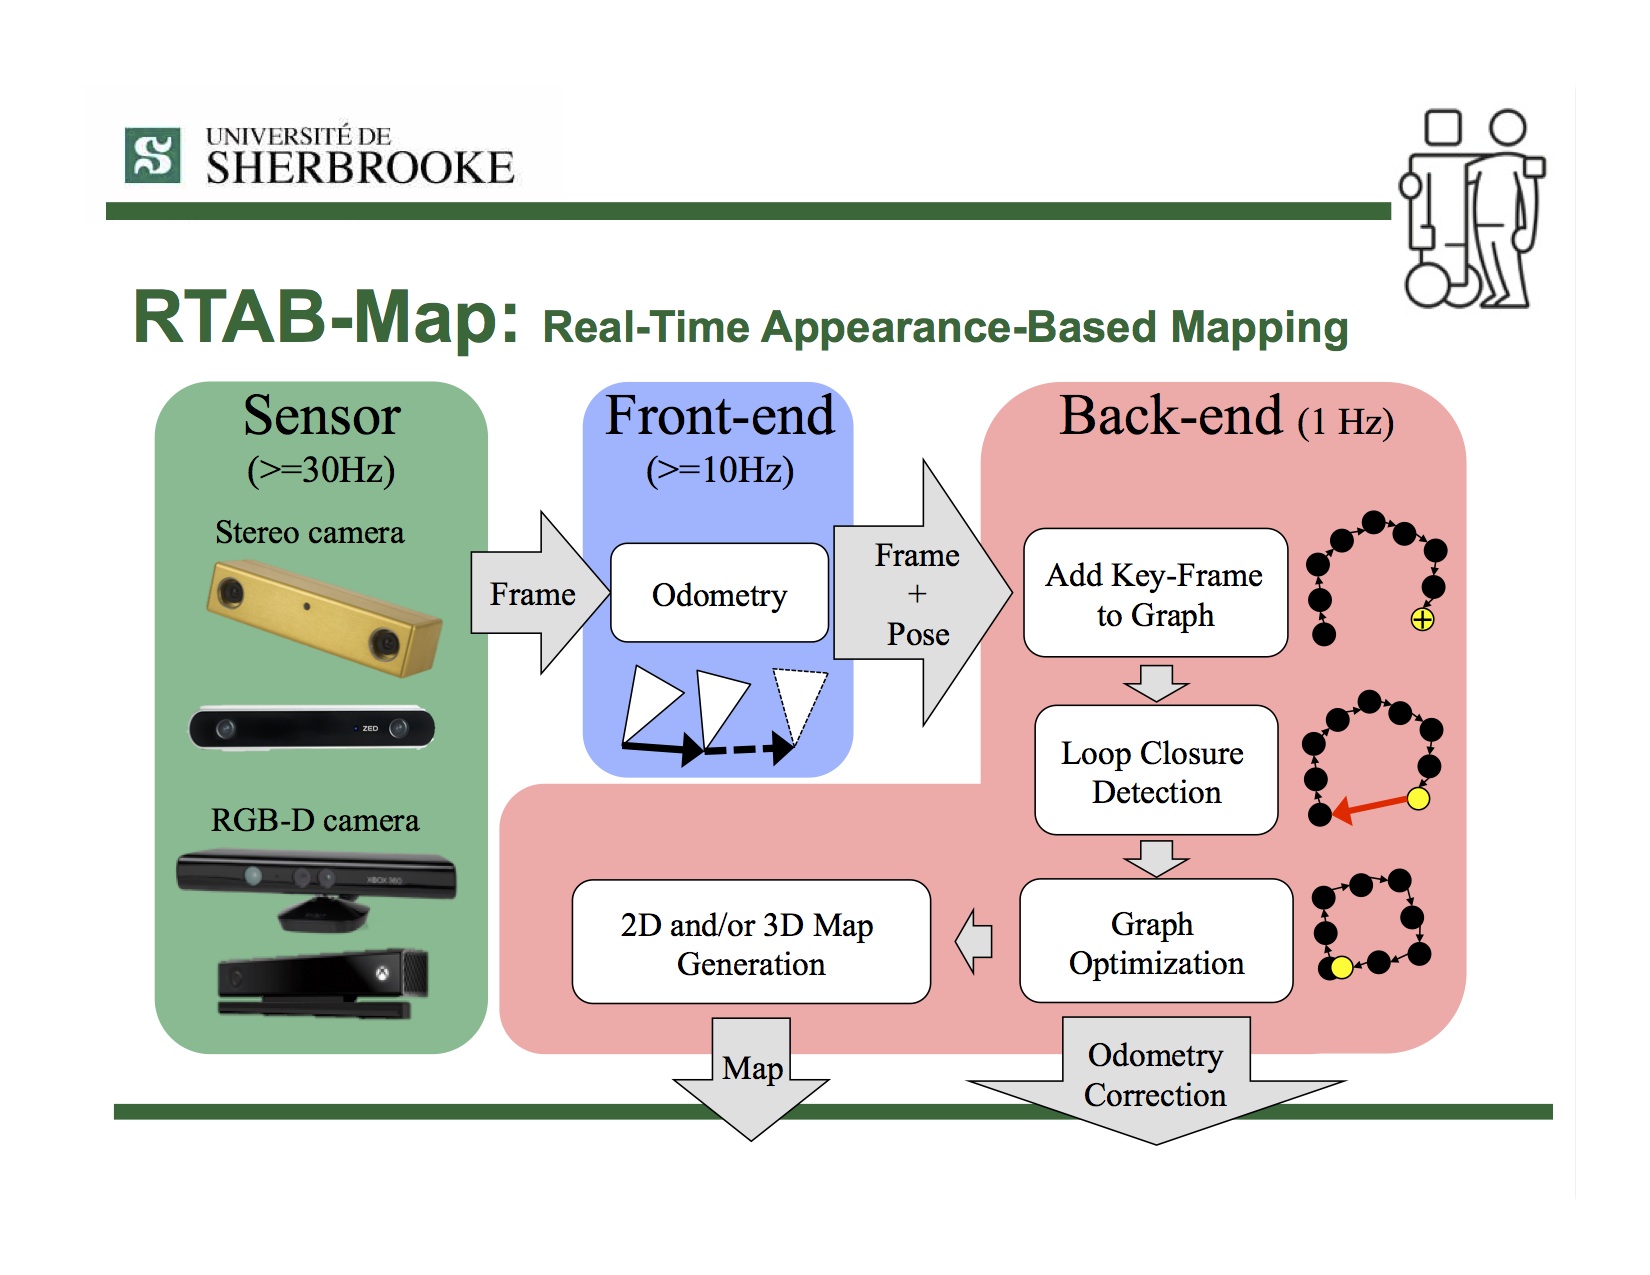 UNIVERSITÉ DE
SHERBROOKE
RTAB-Map: Real-Time Appearance-Based Mapping
Sensor
(>=30Hz)
Stereo camera
ZED
RGB-D camera
XBOX 360
Frame
Front-end
(>=10Hz)
Odometry
Frame
+
Pose
Back-end (1 Hz)
Add Key-Frame
to Graph
Loop Closure
Detection
Graph
Optimization
2D and/or 3D Map
Generation
Map
Odometry
Correction